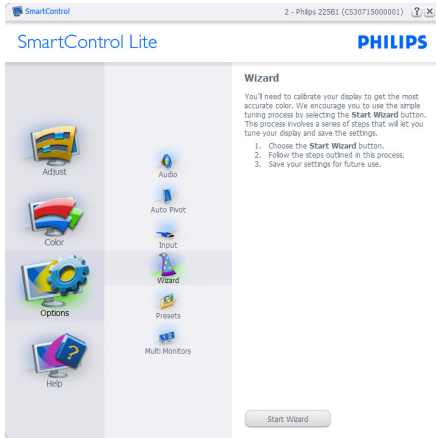 SmartControl
2 - Philips 225B1 (CS30715000001)
?
X
SmartControl Lite
PHILIPS
Adjust
Color
Options
Help
Audio
Auto Pivot
Input
Wizard
Presets
Multi Monitors
Wizard
You'll need to calibrate your display to get the most
accurate color. We encourage you to use the simple
tuning process by selecting the Start Wizard button.
This process involves a series of steps that will let you
tune your display and save the settings.
1. Choose the Start Wizard button.
2. Follow the steps outlined in this process.
3. Save your settings for future use.
Start Wizard